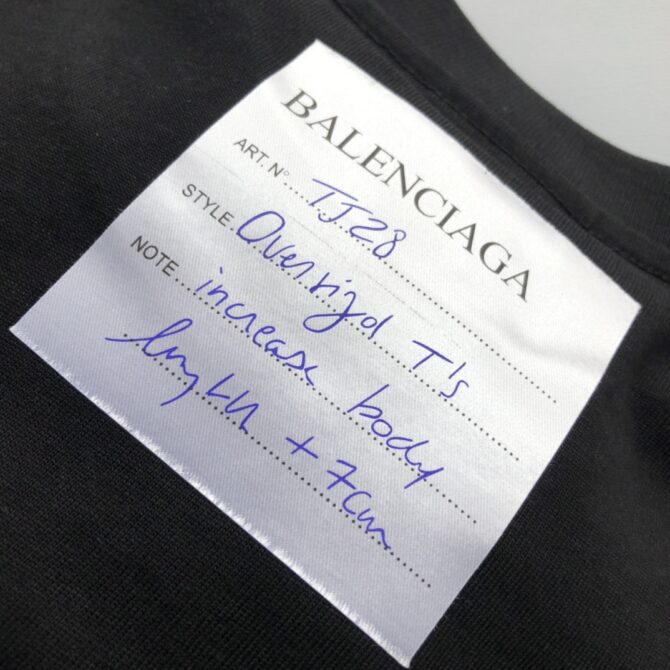 BALENCIAGA
ART. N° TJ28
STYLE Oversized T's
NOTE increase body
length + 7cm